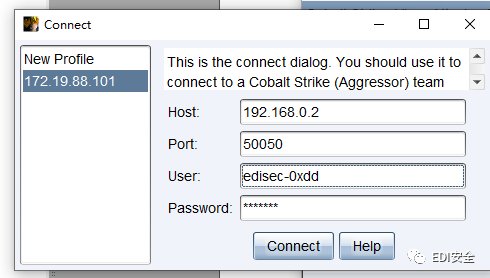 Connect
New Profile
172.19.88.101
This is the connect dialog. You should use it to
connect to a Cobalt Strike (Aggressor) team
Host: 192.168.0.2
Port: 50050
User: edisec-0xdd
Password: *******
Connect Help
EDI安全